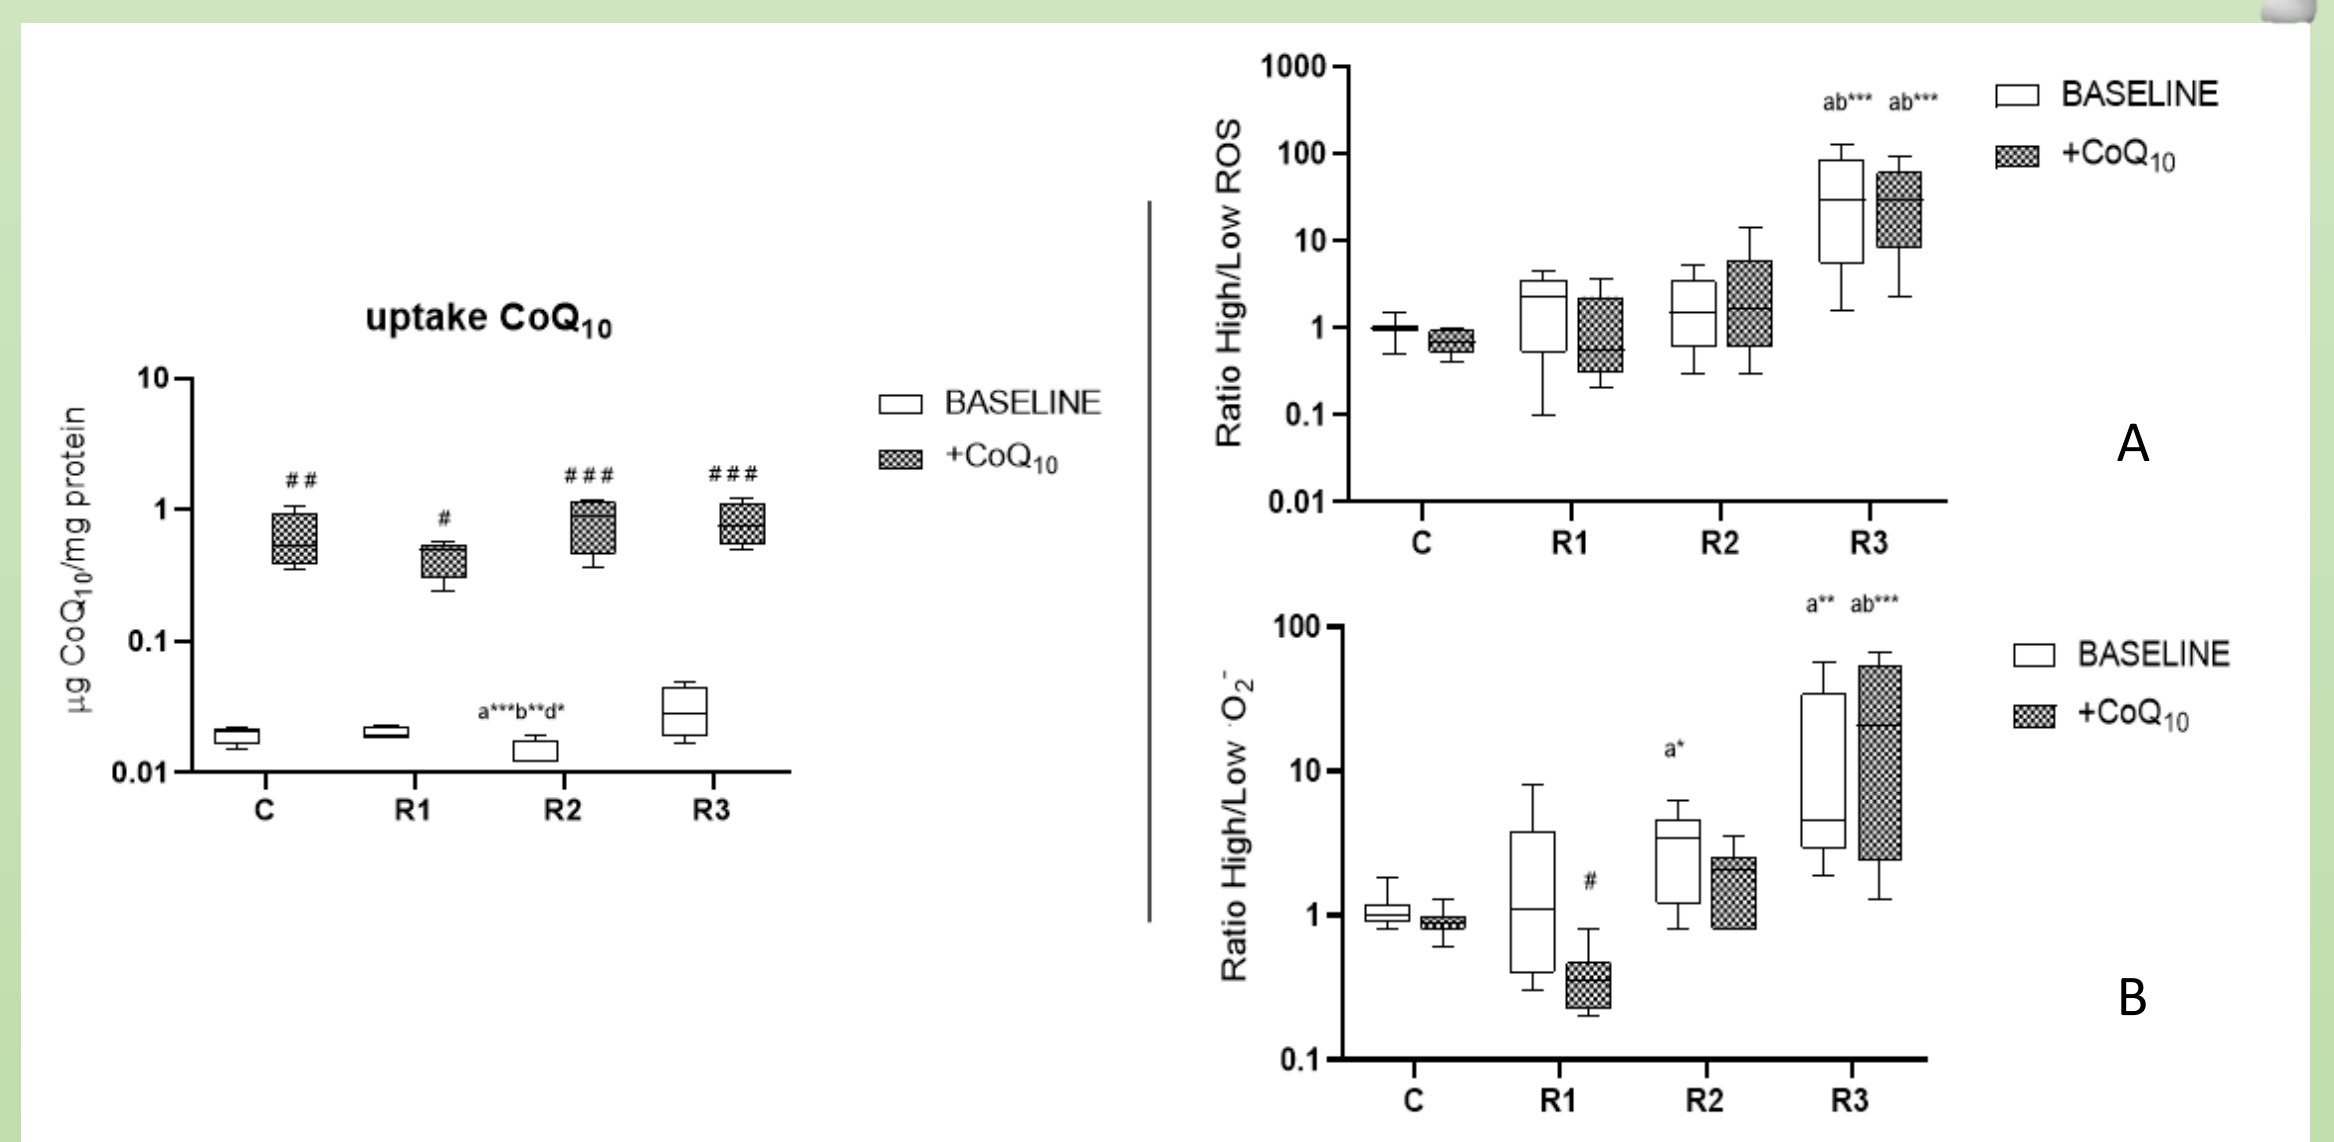 uptake CoQ10
µg CoQ10/mg protein
10
1
0.1
0.01
##
#
###
###
a***b**d*
C
R1
R2
R3
BASELINE
+CoQ10
Ratio High/Low ROS
1000
100
10
1
0.1
0.01
ab*** ab***
C
R1
R2
R3
BASELINE
+CoQ10
A
Ratio High/Low ·O2⁻
100
10
1
0.1
#
a*
a** ab***
C
R1
R2
R3
BASELINE
+CoQ10
B